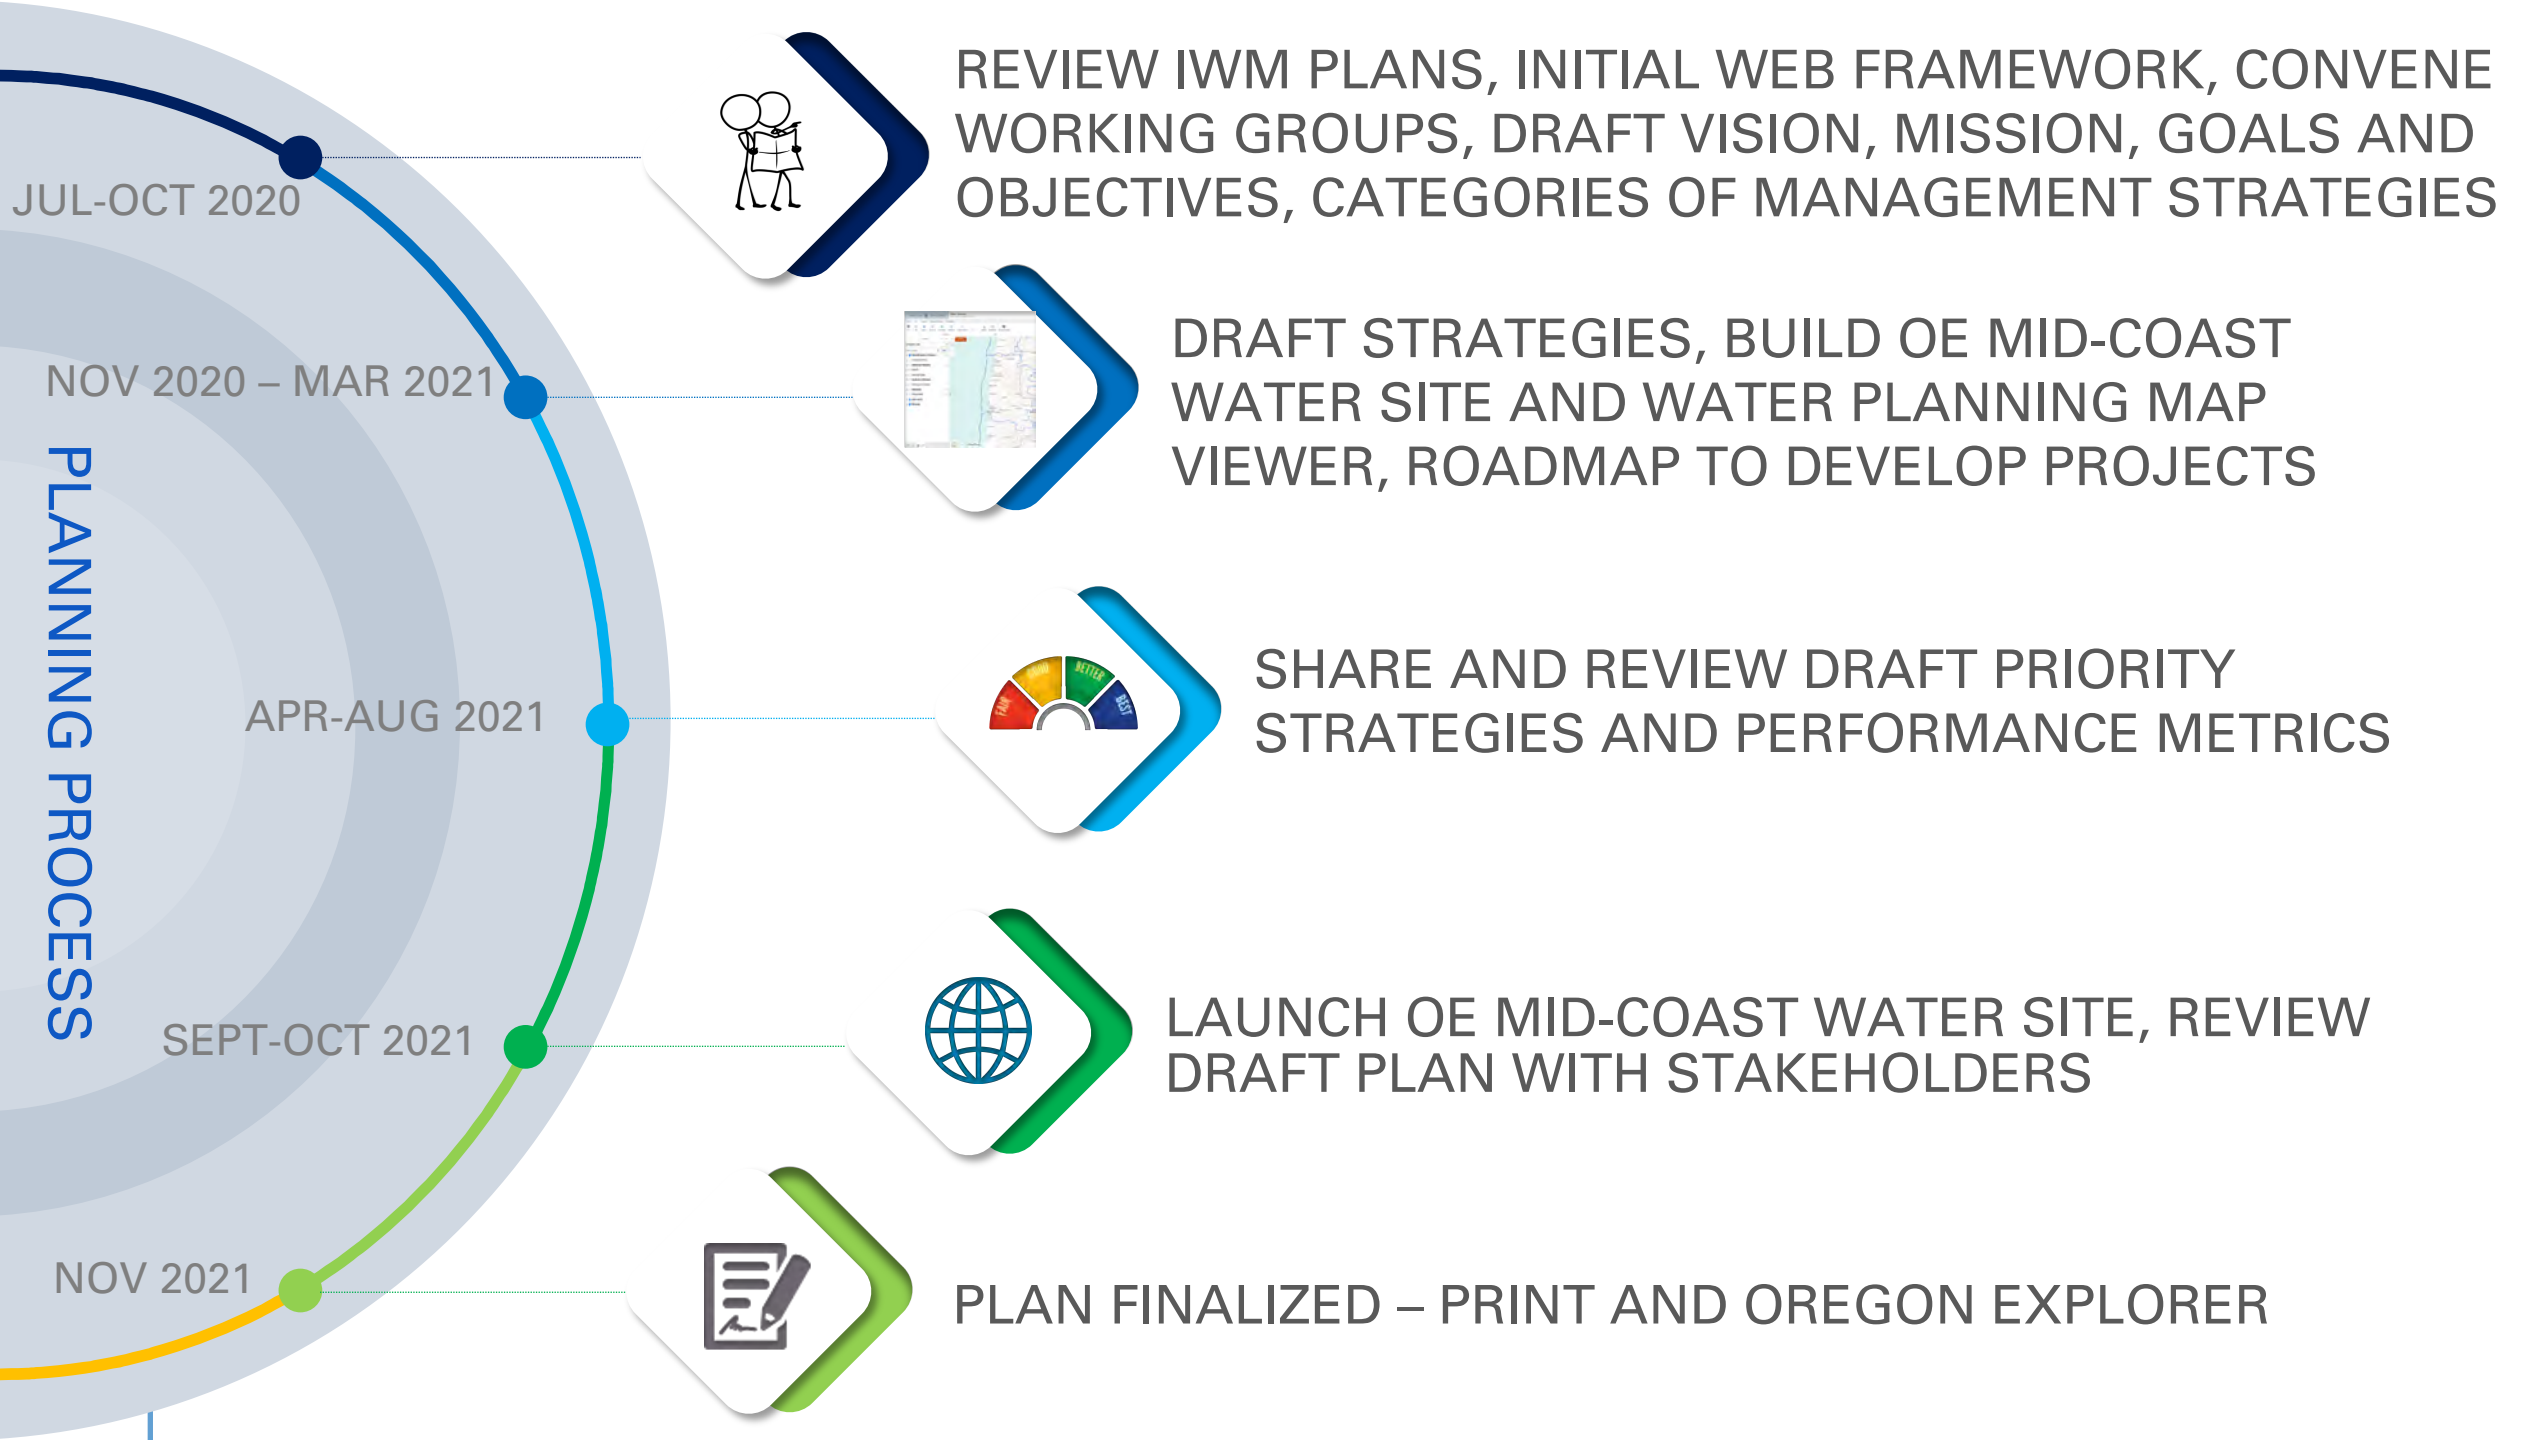 REVIEW IWM PLANS, INITIAL WEB FRAMEWORK, CONVENE
WORKING GROUPS, DRAFT VISION, MISSION, GOALS AND
OBJECTIVES, CATEGORIES OF MANAGEMENT STRATEGIES
JUL-OCT 2020
DRAFT STRATEGIES, BUILD OE MID-COAST
WATER SITE AND WATER PLANNING MAP
VIEWER, ROADMAP TO DEVELOP PROJECTS
NOV 2020 – MAR 2021
PLANNING PROCESS
SHARE AND REVIEW DRAFT PRIORITY
STRATEGIES AND PERFORMANCE METRICS
APR-AUG 2021
FAIR
GOOD
BETTER
BEST
LAUNCH OE MID-COAST WATER SITE, REVIEW
DRAFT PLAN WITH STAKEHOLDERS
SEPT-OCT 2021
NOV 2021
PLAN FINALIZED – PRINT AND OREGON EXPLORER